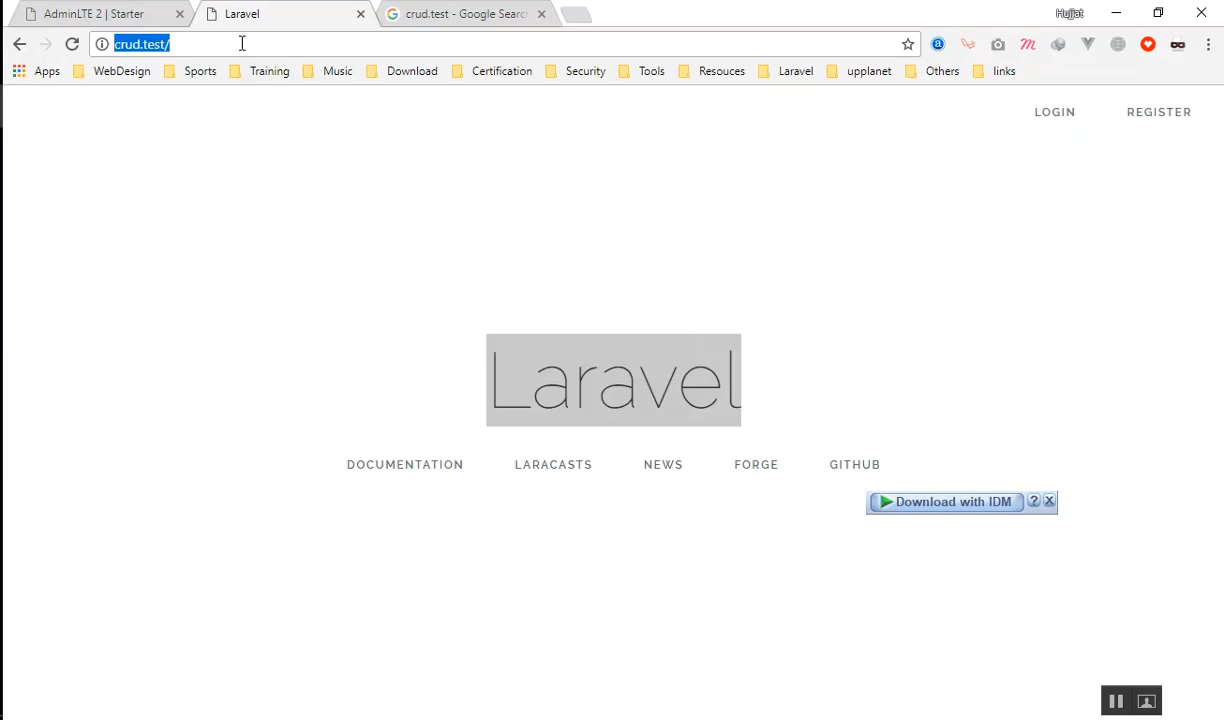 AdminLTE 2 | Starter
Laravel
crud.test - Google Searc
Hujjat
crud.test/
Apps WebDesign Sports Training Music Download Certification Security Tools Resouces Laravel upplanet Others links
LOGIN REGISTER
Laravel
DOCUMENTATION LARACASTS NEWS FORGE GITHUB
Download with IDM ?